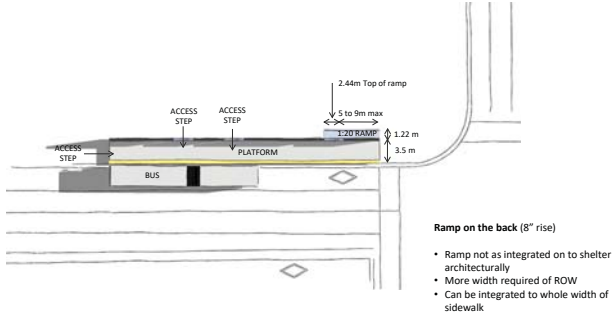 2.44m Top of ramp
ACCESS
STEP
ACCESS
STEP
5 to 9m max
1:20 RAMP
1.22 m
ACCESS
STEP
PLATFORM
3.5 m
BUS
Ramp on the back (8” rise)
• Ramp not as integrated on to shelter
architecturally
• More width required of ROW
• Can be integrated to whole width of
sidewalk